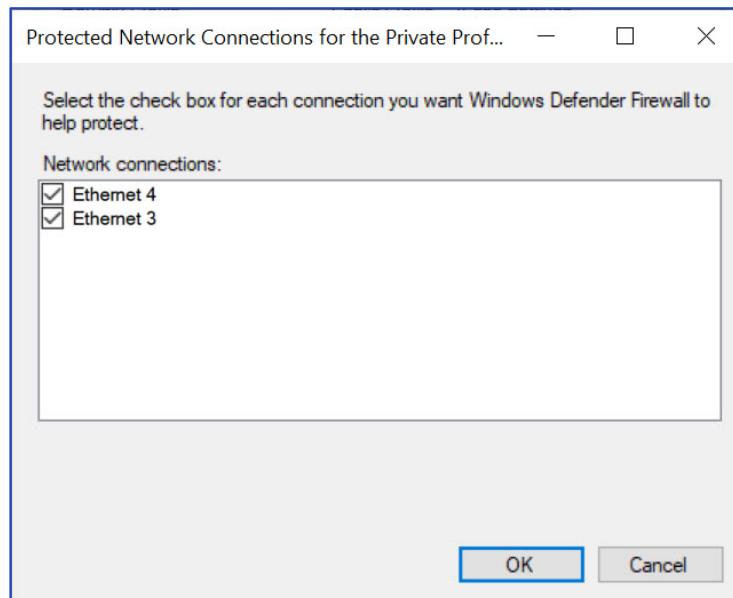 Protected Network Connections for the Private Prof...
Select the check box for each connection you want Windows Defender Firewall to
help protect.
Network connections:
Ethernet 4
Ethernet 3
OK
Cancel